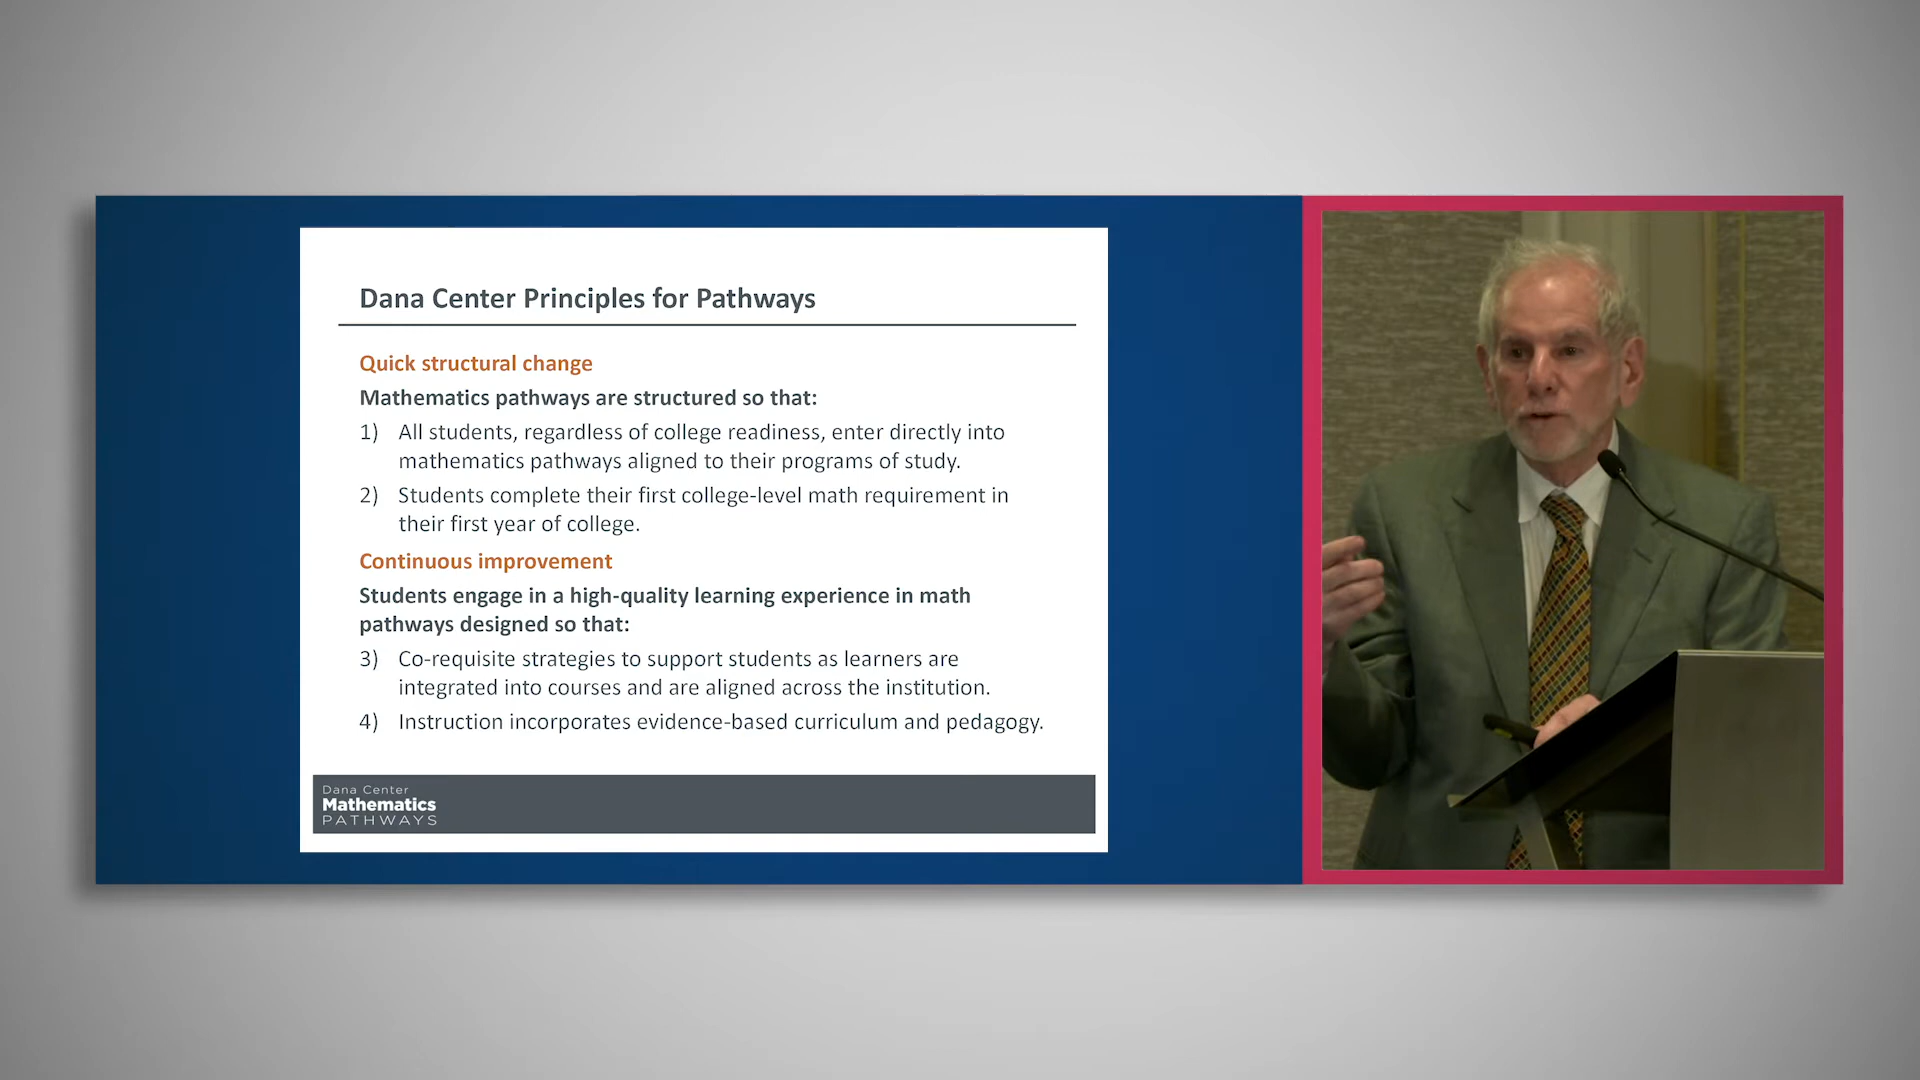 Dana Center Principles for Pathways
Quick structural change
Mathematics pathways are structured so that:
1) All students, regardless of college readiness, enter directly into
mathematics pathways aligned to their programs of study.
2) Students complete their first college-level math requirement in
their first year of college.
Continuous improvement
Students engage in a high-quality learning experience in math
pathways designed so that:
3) Co-requisite strategies to support students as learners are
integrated into courses and are aligned across the institution.
4) Instruction incorporates evidence-based curriculum and pedagogy.
Dana Center
Mathematics
PATHWAYS